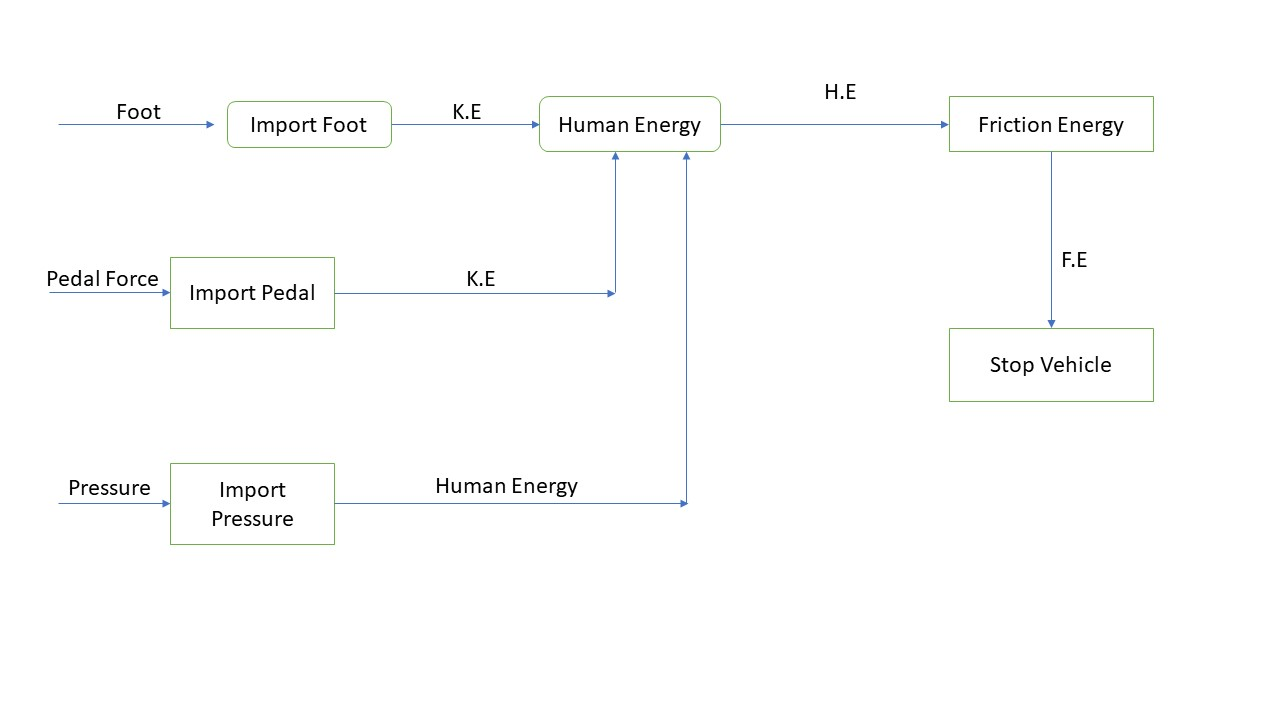 Foot
Import Foot
K.E
Human Energy
H.E
Friction Energy
Pedal Force
Import Pedal
K.E
F.E
Stop Vehicle
Pressure
Import
Pressure
Human Energy